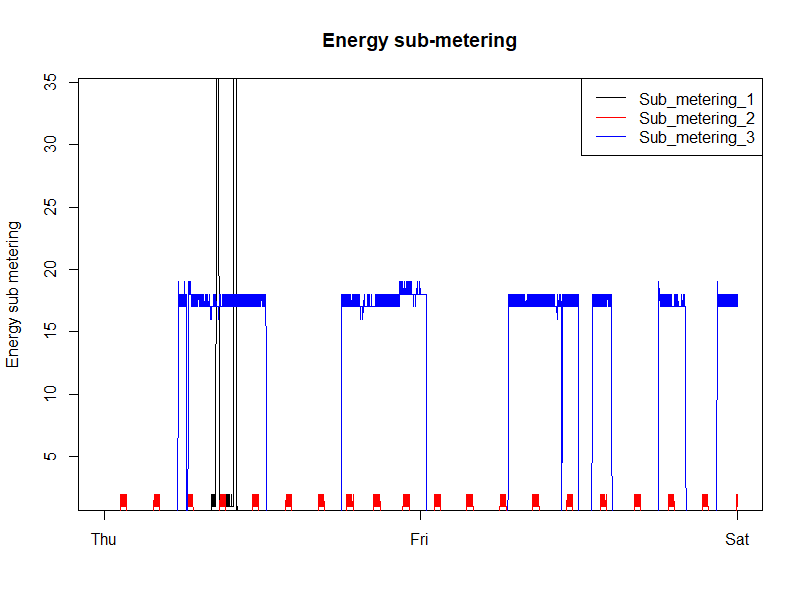 Energy sub-metering
Sub_metering_1
Sub_metering_2
Sub_metering_3
Energy sub metering
35
30
25
20
15
10
5
Thu Fri Sat